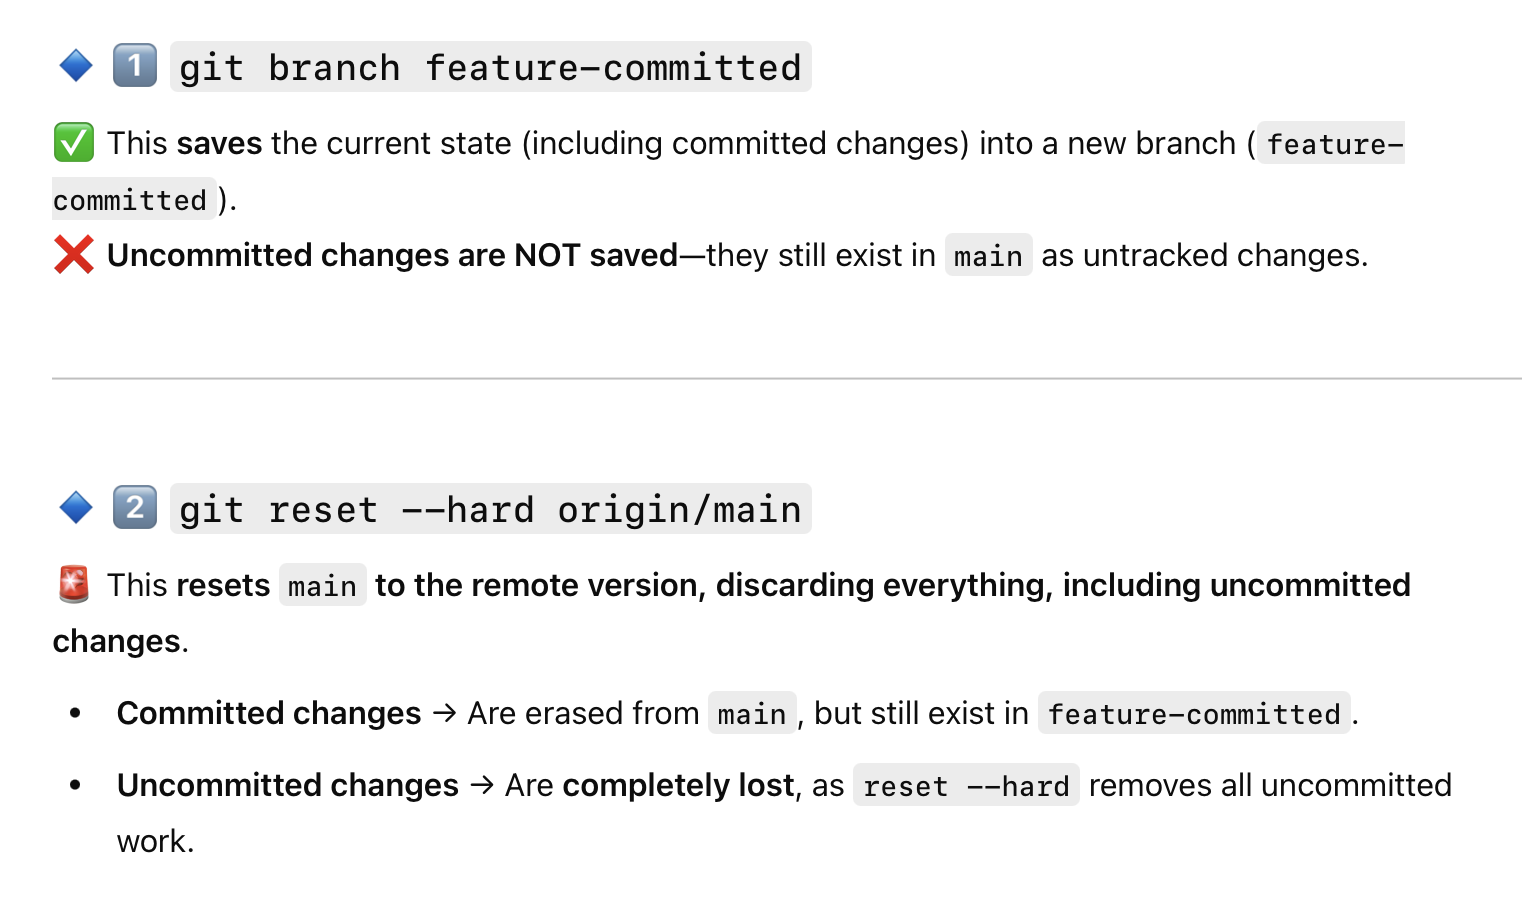 🔹 1️⃣ git branch feature-committed
✅ This saves the current state (including committed changes) into a new branch (feature-
committed).
❌ Uncommitted changes are NOT saved—they still exist in main as untracked changes.
🔹 2️⃣ git reset --hard origin/main
🚨 This resets main to the remote version, discarding everything, including uncommitted
changes.
• Committed changes → Are erased from main, but still exist in feature-committed.
• Uncommitted changes → Are completely lost, as reset --hard removes all uncommitted
work.